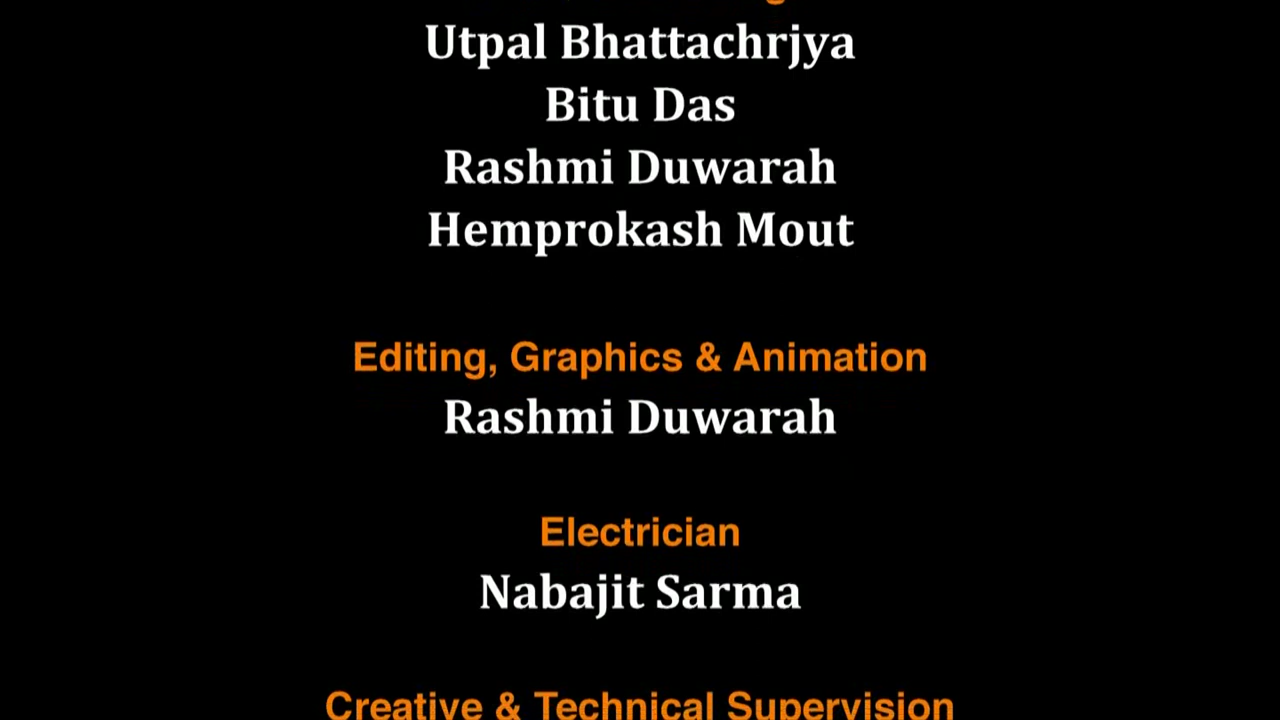 Utpal Bhattachrjya
Bitu Das
Rashmi Duwarah
Hemprokash Mout
Editing, Graphics & Animation
Rashmi Duwarah
Electrician
Nabajit Sarma
Creative & Technical Supervision